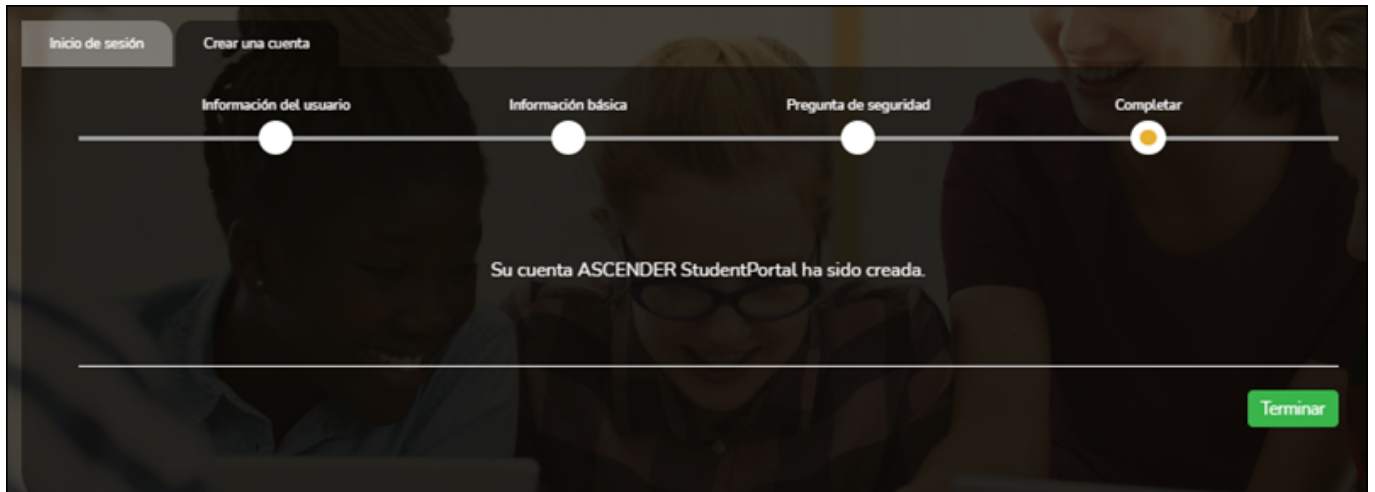 Inicio de sesión
Crear una cuenta
Información del usuario
Información básica
Pregunta de seguridad
Completar
Su cuenta ASCENDER StudentPortal ha sido creada.
Terminar